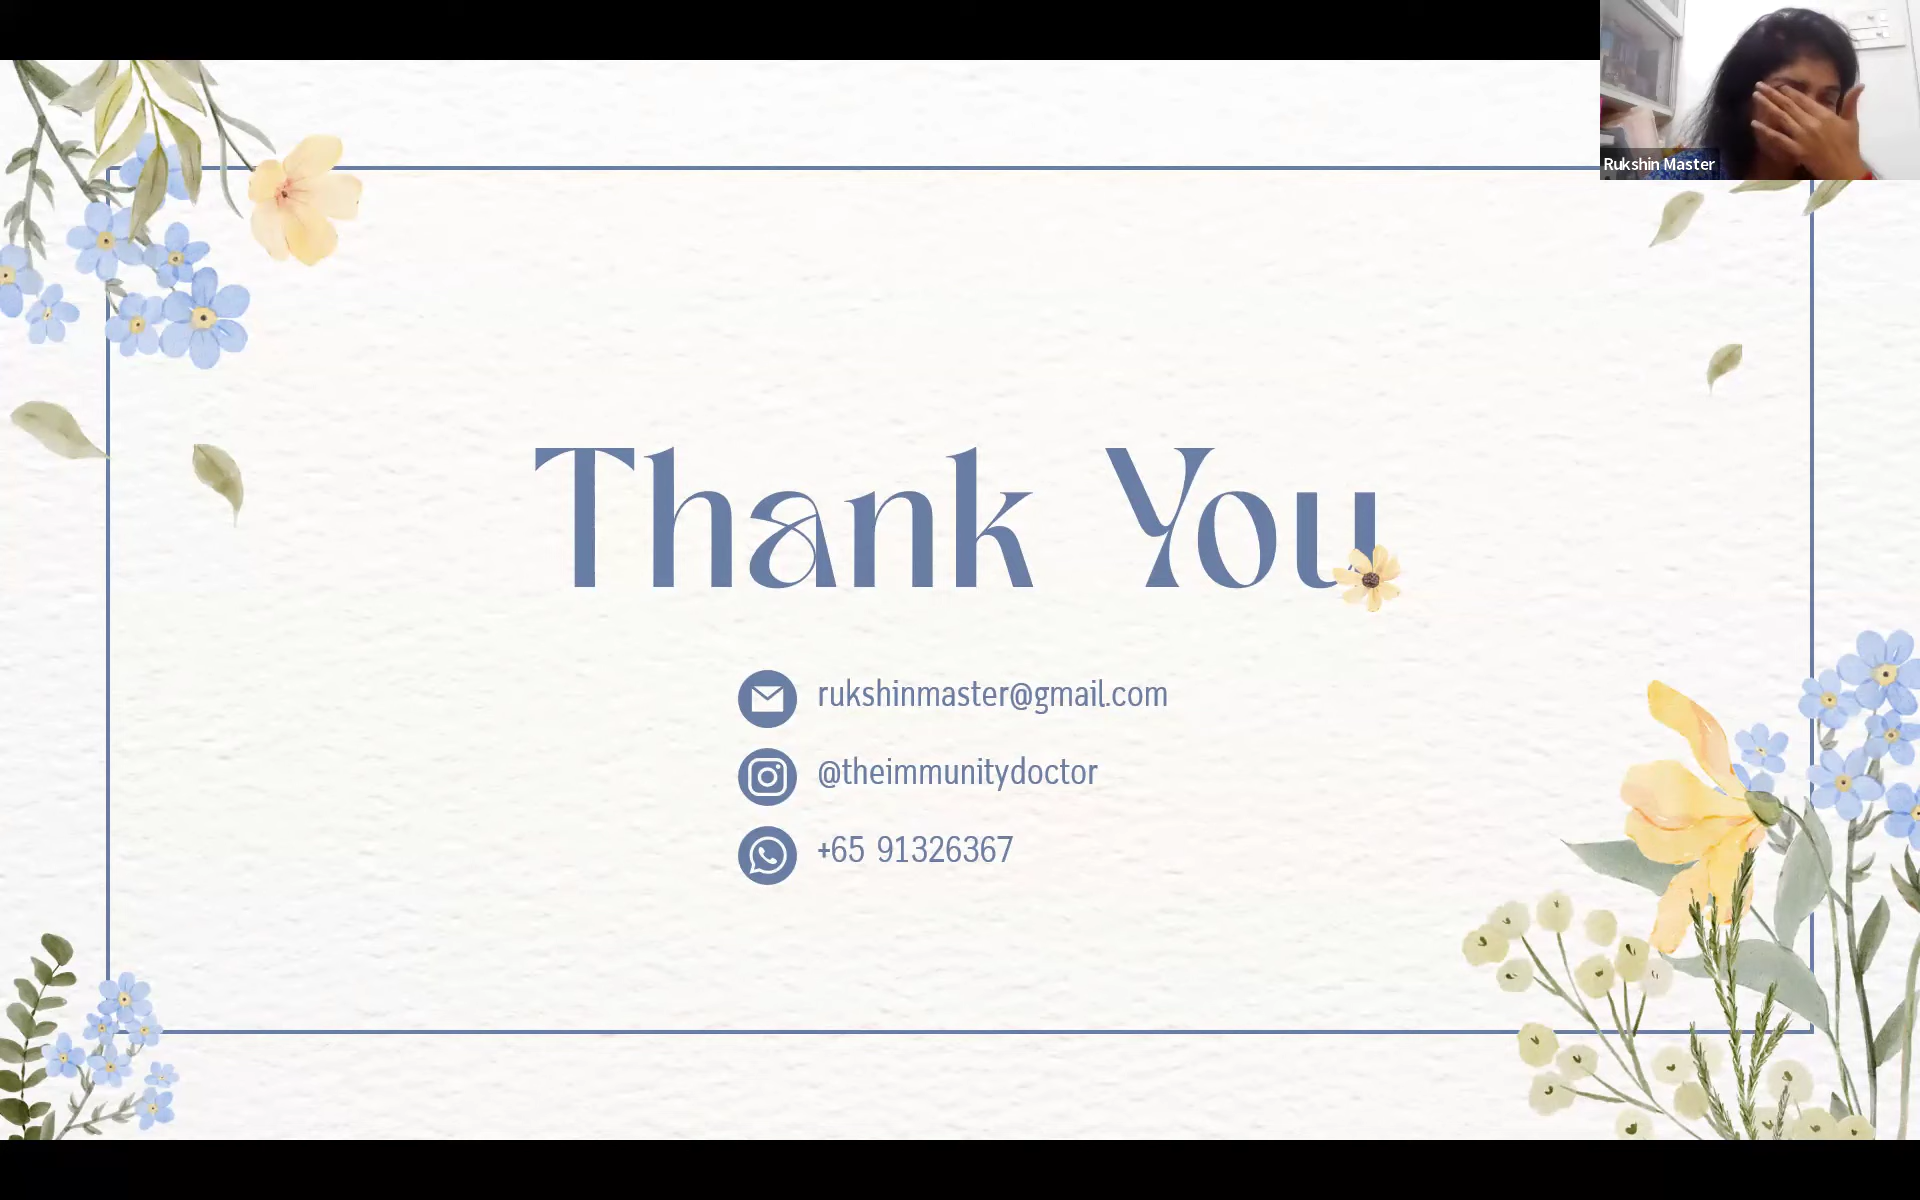 Rukshin Master
Thank You
rukshinmaster@gmail.com
@theimmunitydoctor
+65 91326367